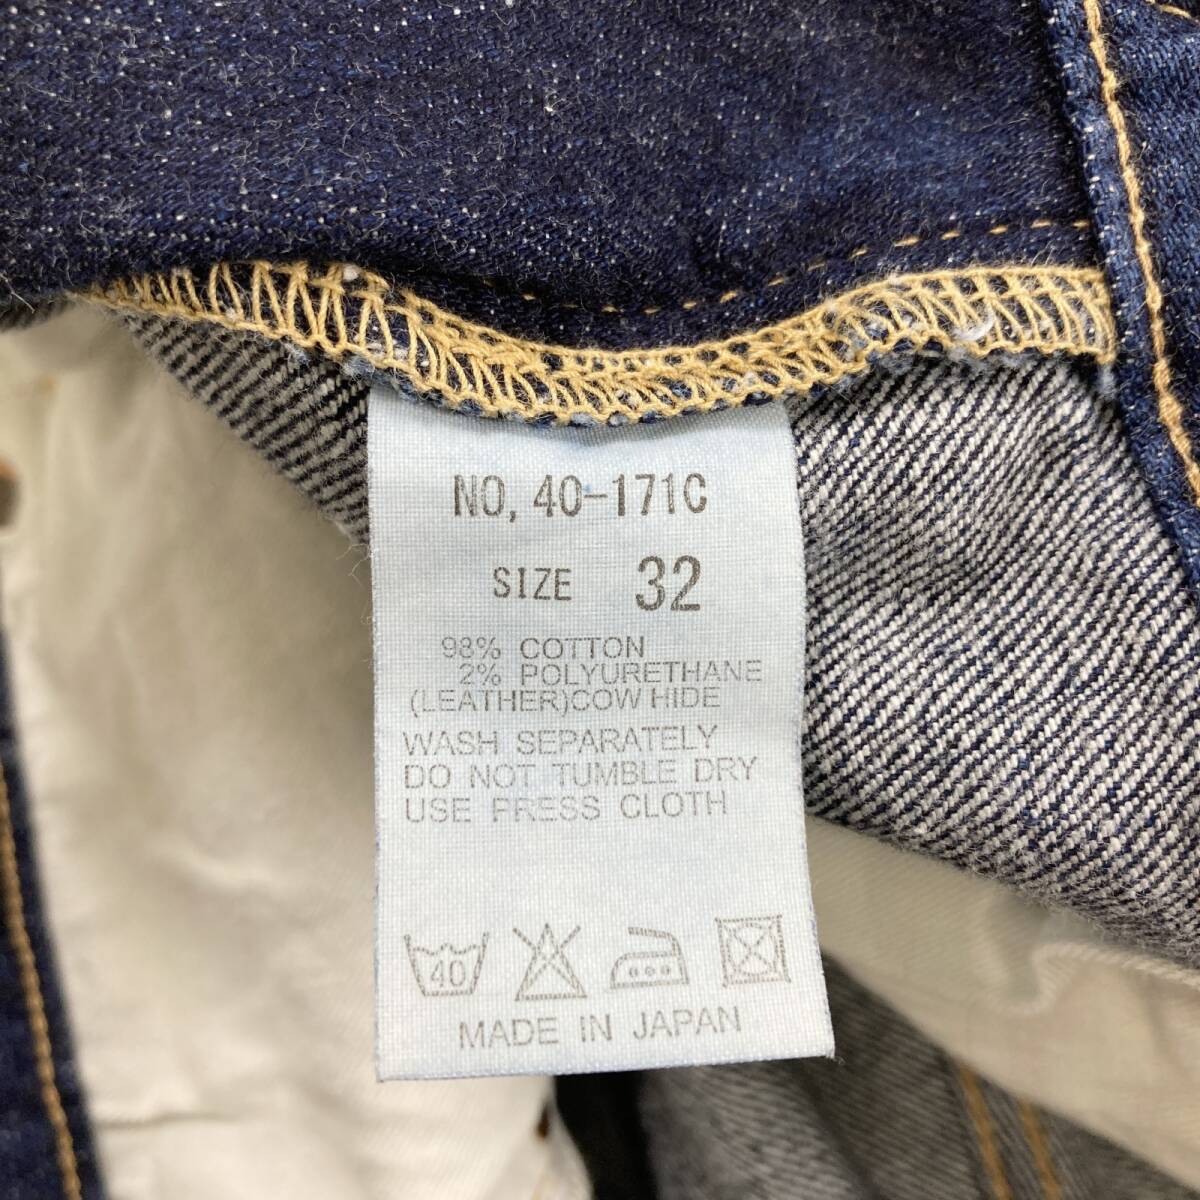 NO, 40-171C
SIZE 32
98% COTTON
2% POLYURETHANE
(LEATHER)COW HIDE
WASH SEPARATELY
DO NOT TUMBLE DRY
USE PRESS CLOTH
40
MADE IN JAPAN